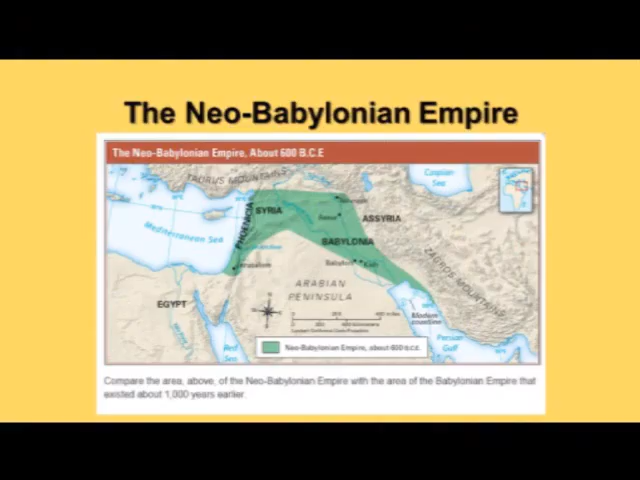 The Neo-Babylonian Empire
The Neo-Babylonian Empire, About 600 B.C.E
TAURUS MOUNTAINS
Caspian
Sea
PHOENICIA
SYRIA
ASSYRIA
Mediterranean Sea
BABYLONIA
Jerusalem
Babylon
Kish
ZAGROS MOUNTAINS
ARABIAN
PENINSULA
EGYPT
Modern
coastline
Red
Sea
Persian
Gulf
Neo-Babylonian Empire, about 600 B.C.E.
Compare the area, above, of the Neo-Babylonian Empire with the area of the Babylonian Empire that
existed about 1,000 years earlier.